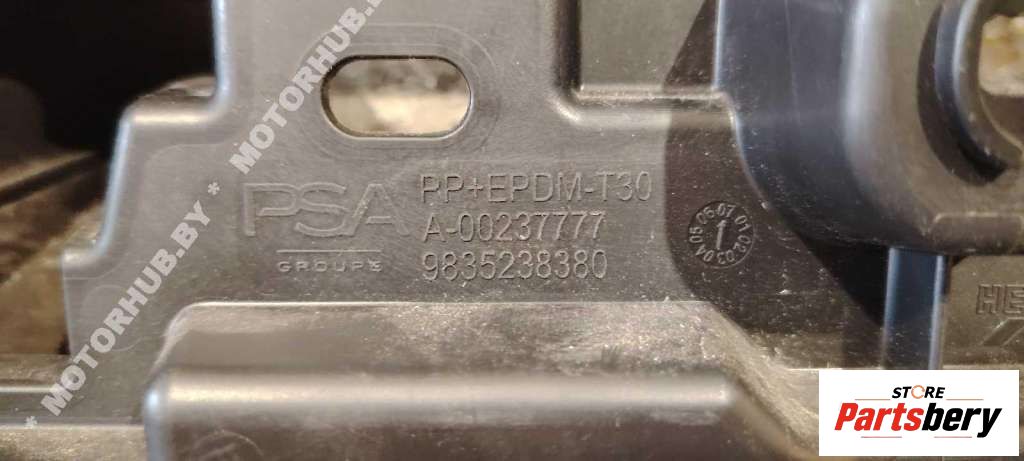 PSA
GROUPE
PP+EPDM-T30
A-00237777
9835238380
* MOTORHUB.BY * MOTORHUB.BY *
STORE
Partsbery